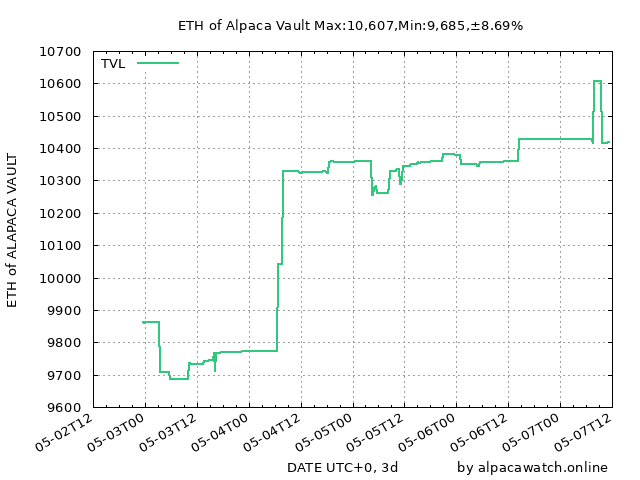 ETH of Alpaca Vault Max:10,607,Min:9,685,±8.69%
TVL
10700
10600
10500
10400
10300
10200
10100
10000
9900
9800
9700
9600
ETH of ALAPACA VAULT
05-02T12
05-03T00
05-03T12
05-04T00
05-04T12
05-05T00
05-05T12
05-06T00
05-06T12
05-07T00
05-07T12
DATE UTC+0, 3d
by alpacawatch.online